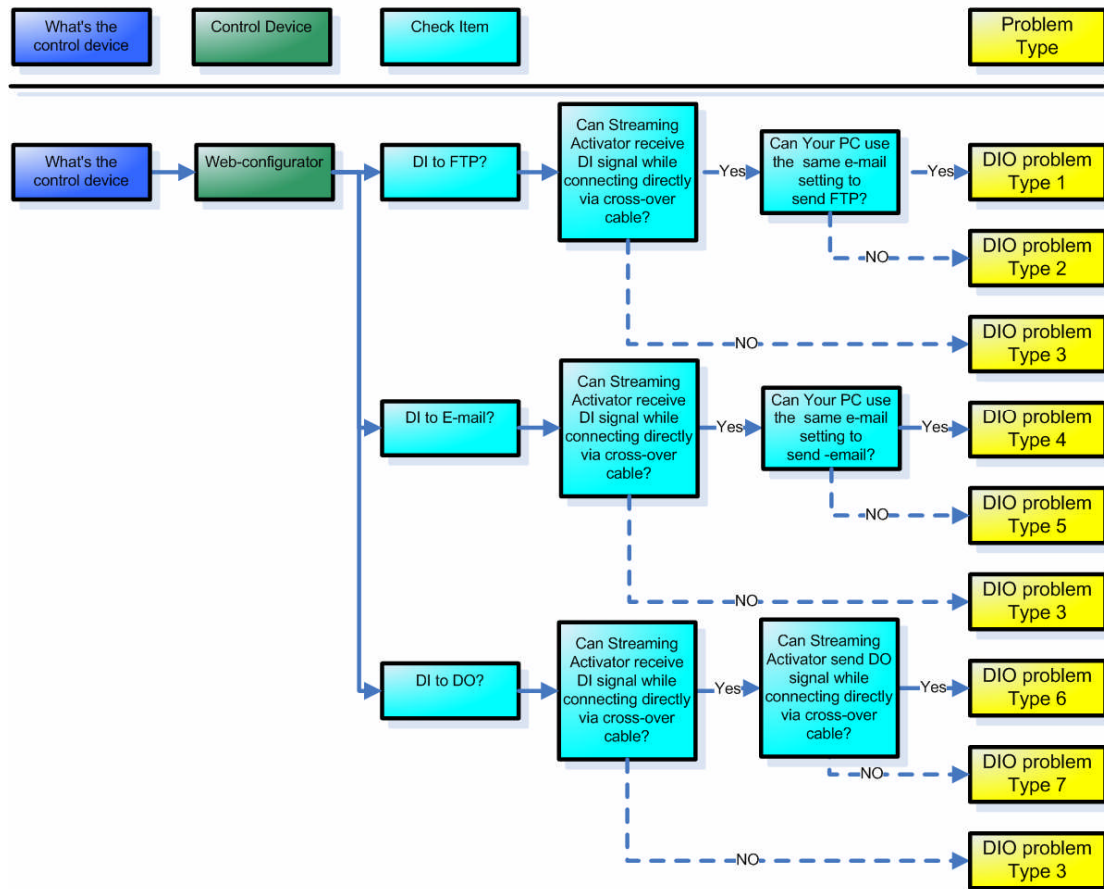 What's the
control device
Control Device
Check Item
Problem
Type
What's the
control device
Web-configurator
DI to FTP?
Can Streaming
Activator receive
DI signal while
connecting directly
via cross-over
cable?
Yes
Can Your PC use
the same e-mail
setting to
send FTP?
Yes
DIO problem
Type 1
NO
DIO problem
Type 2
NO
DIO problem
Type 3
DI to E-mail?
Can Streaming
Activator receive
DI signal while
connecting directly
via cross-over
cable?
Yes
Can Your PC use
the same e-mail
setting to
send -email?
Yes
DIO problem
Type 4
NO
DIO problem
Type 5
NO
DIO problem
Type 3
DI to DO?
Can Streaming
Activator receive
DI signal while
connecting directly
via cross-over
cable?
Yes
Can Streaming
Activator send DO
signal while
connecting directly
via cross-over
cable?
Yes
DIO problem
Type 6
NO
DIO problem
Type 7
NO
DIO problem
Type 3